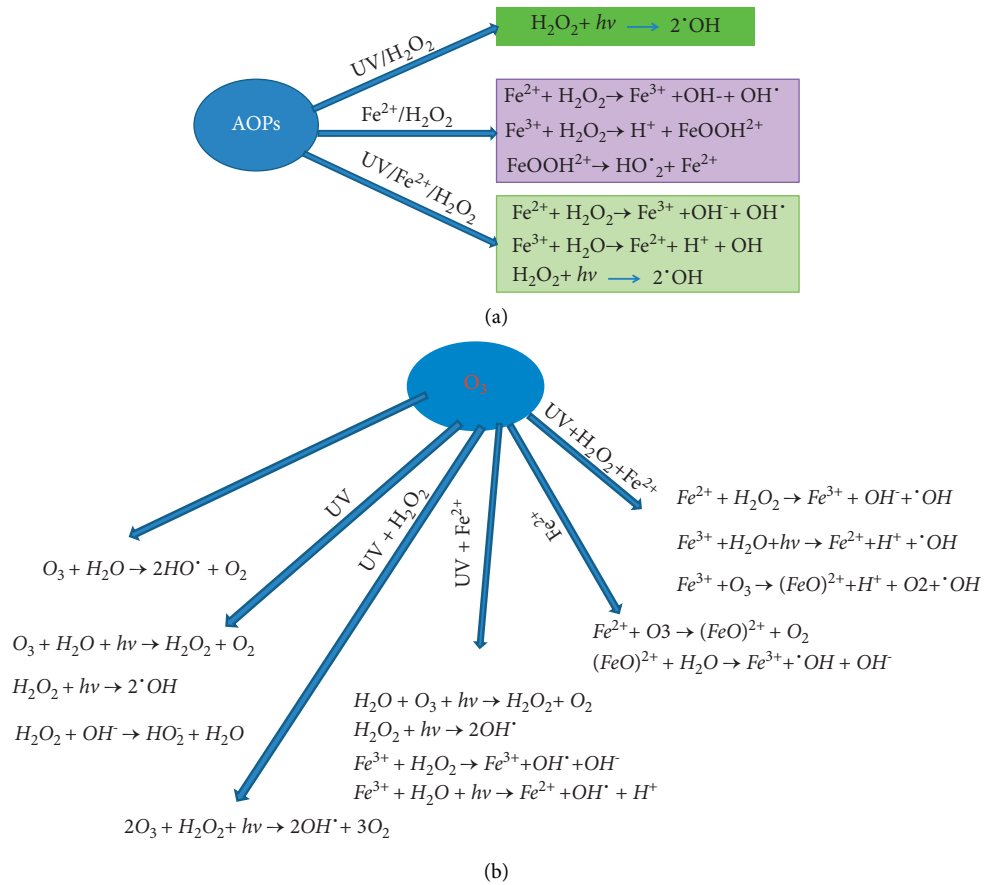 AOPs
UV/H₂O₂
H₂O₂+ hν → 2•OH
Fe²⁺/H₂O₂
Fe²⁺+ H₂O₂→ Fe³⁺ +OH-+ OH•
Fe³⁺+ H₂O₂→ H⁺ + FeOOH²⁺
FeOOH²⁺→ HO•₂+ Fe²⁺
UV/Fe²⁺/H₂O₂
Fe²⁺+ H₂O₂→ Fe³⁺ +OH⁻+ OH•
Fe³⁺+ H₂O→ Fe²⁺ + H⁺ + OH
H₂O₂+ hν → 2•OH
(a)
O₃
O₃ + H₂O → 2HO• + O₂
UV
O₃ + H₂O + hν → H₂O₂ + O₂
H₂O₂ + hν → 2•OH
H₂O₂ + OH⁻ → HO₂⁻ + H₂O
UV + H₂O₂
2O₃ + H₂O₂+ hν → 2OH• + 3O₂
UV + Fe²⁺
H₂O + O₃ + hν → H₂O₂+ O₂
H₂O₂ + hν → 2OH•
Fe³⁺ + H₂O₂ → Fe³⁺+OH•+OH⁻
Fe³⁺ + H₂O + hν → Fe²⁺ +OH• + H⁺
Fe²⁺
Fe²⁺+ O3 → (FeO)²⁺ + O₂
(FeO)²⁺ + H₂O → Fe³⁺+•OH + OH⁻
UV+H₂O₂+Fe²⁺
Fe²⁺ + H₂O₂ → Fe³⁺ + OH⁻+•OH
Fe³⁺ +H₂O+hν → Fe²⁺+H⁺ +•OH
Fe³⁺ +O₃ → (FeO)²⁺+H⁺ + O2+•OH
(b)